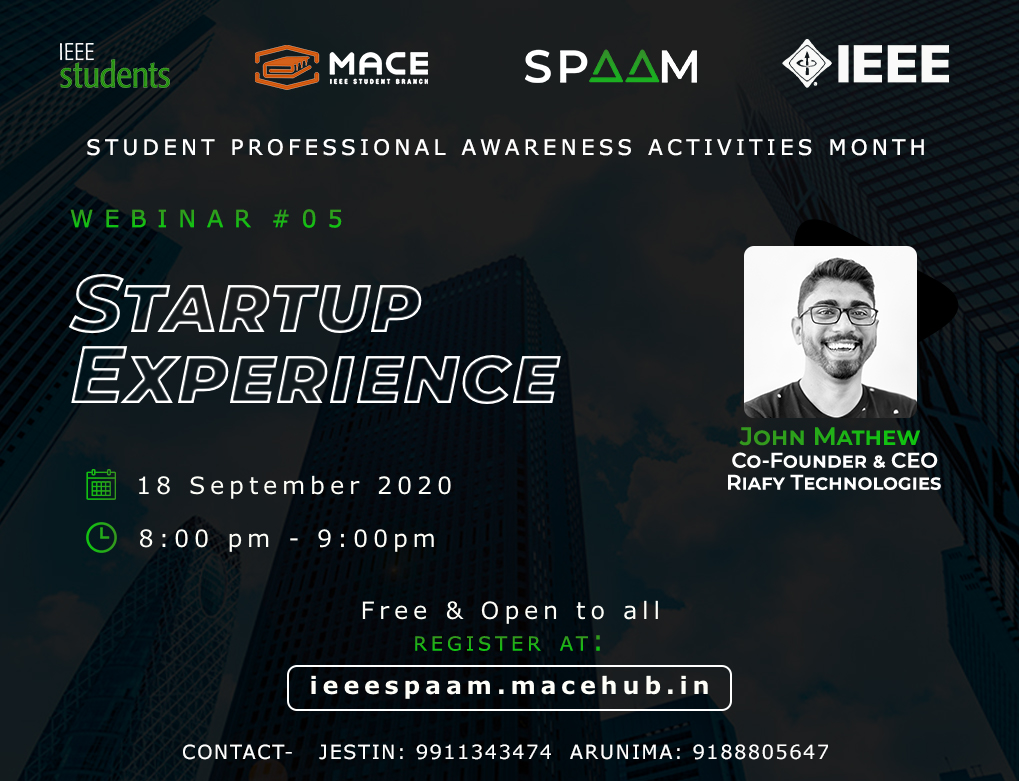 IEEE
students
MACE
IEEE STUDENT BRANCH
SPAAM
IEEE
STUDENT PROFESSIONAL AWARENESS ACTIVITIES MONTH
WEBINAR #05
STARTUP
EXPERIENCE
JOHN MATHEW
CO-FOUNDER & CEO
RIAFY TECHNOLOGIES
18 September 2020
8:00 pm - 9:00pm
Free & Open to all
REGISTER AT:
ieeespaam.macehub.in
CONTACT- JESTIN: 9911343474 ARUNIMA: 9188805647